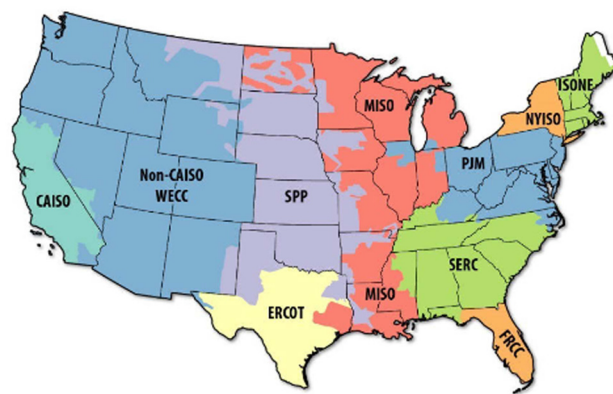 ISONE
MISO
NYISO
PJM
Non-CAISO
WECC
CAISO
SPP
SERC
MISO
ERCOT
FRCC